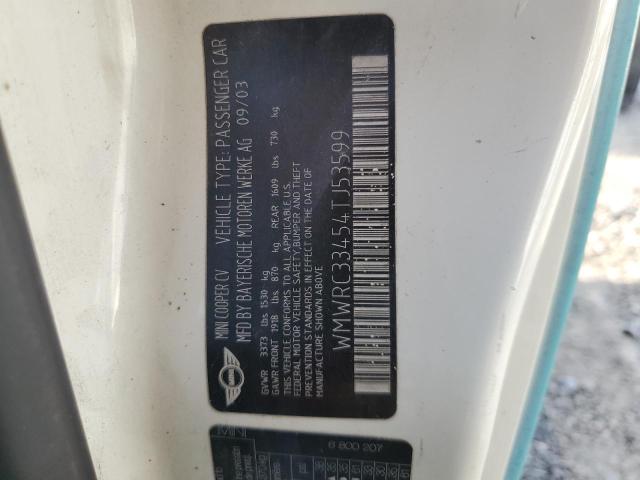 MINI COOPER CV VEHICLE TYPE: PASSENGER CAR
MFD BY BAYERISCHE MOTOREN WERKE AG 09/03
GVWR 3373 lbs 1530 kg
GAWR FRONT 1918 lbs 870 kg REAR 1609 lbs 730 kg
THIS VEHICLE CONFORMS TO ALL APPLICABLE U.S.
FEDERAL MOTOR VEHICLE SAFETY, BUMPER AND THEFT
PREVENTION STANDARDS IN EFFECT ON THE DATE OF
MANUFACTURE SHOWN ABOVE
WMWRC33454TJ53599
MINI
6 800 207